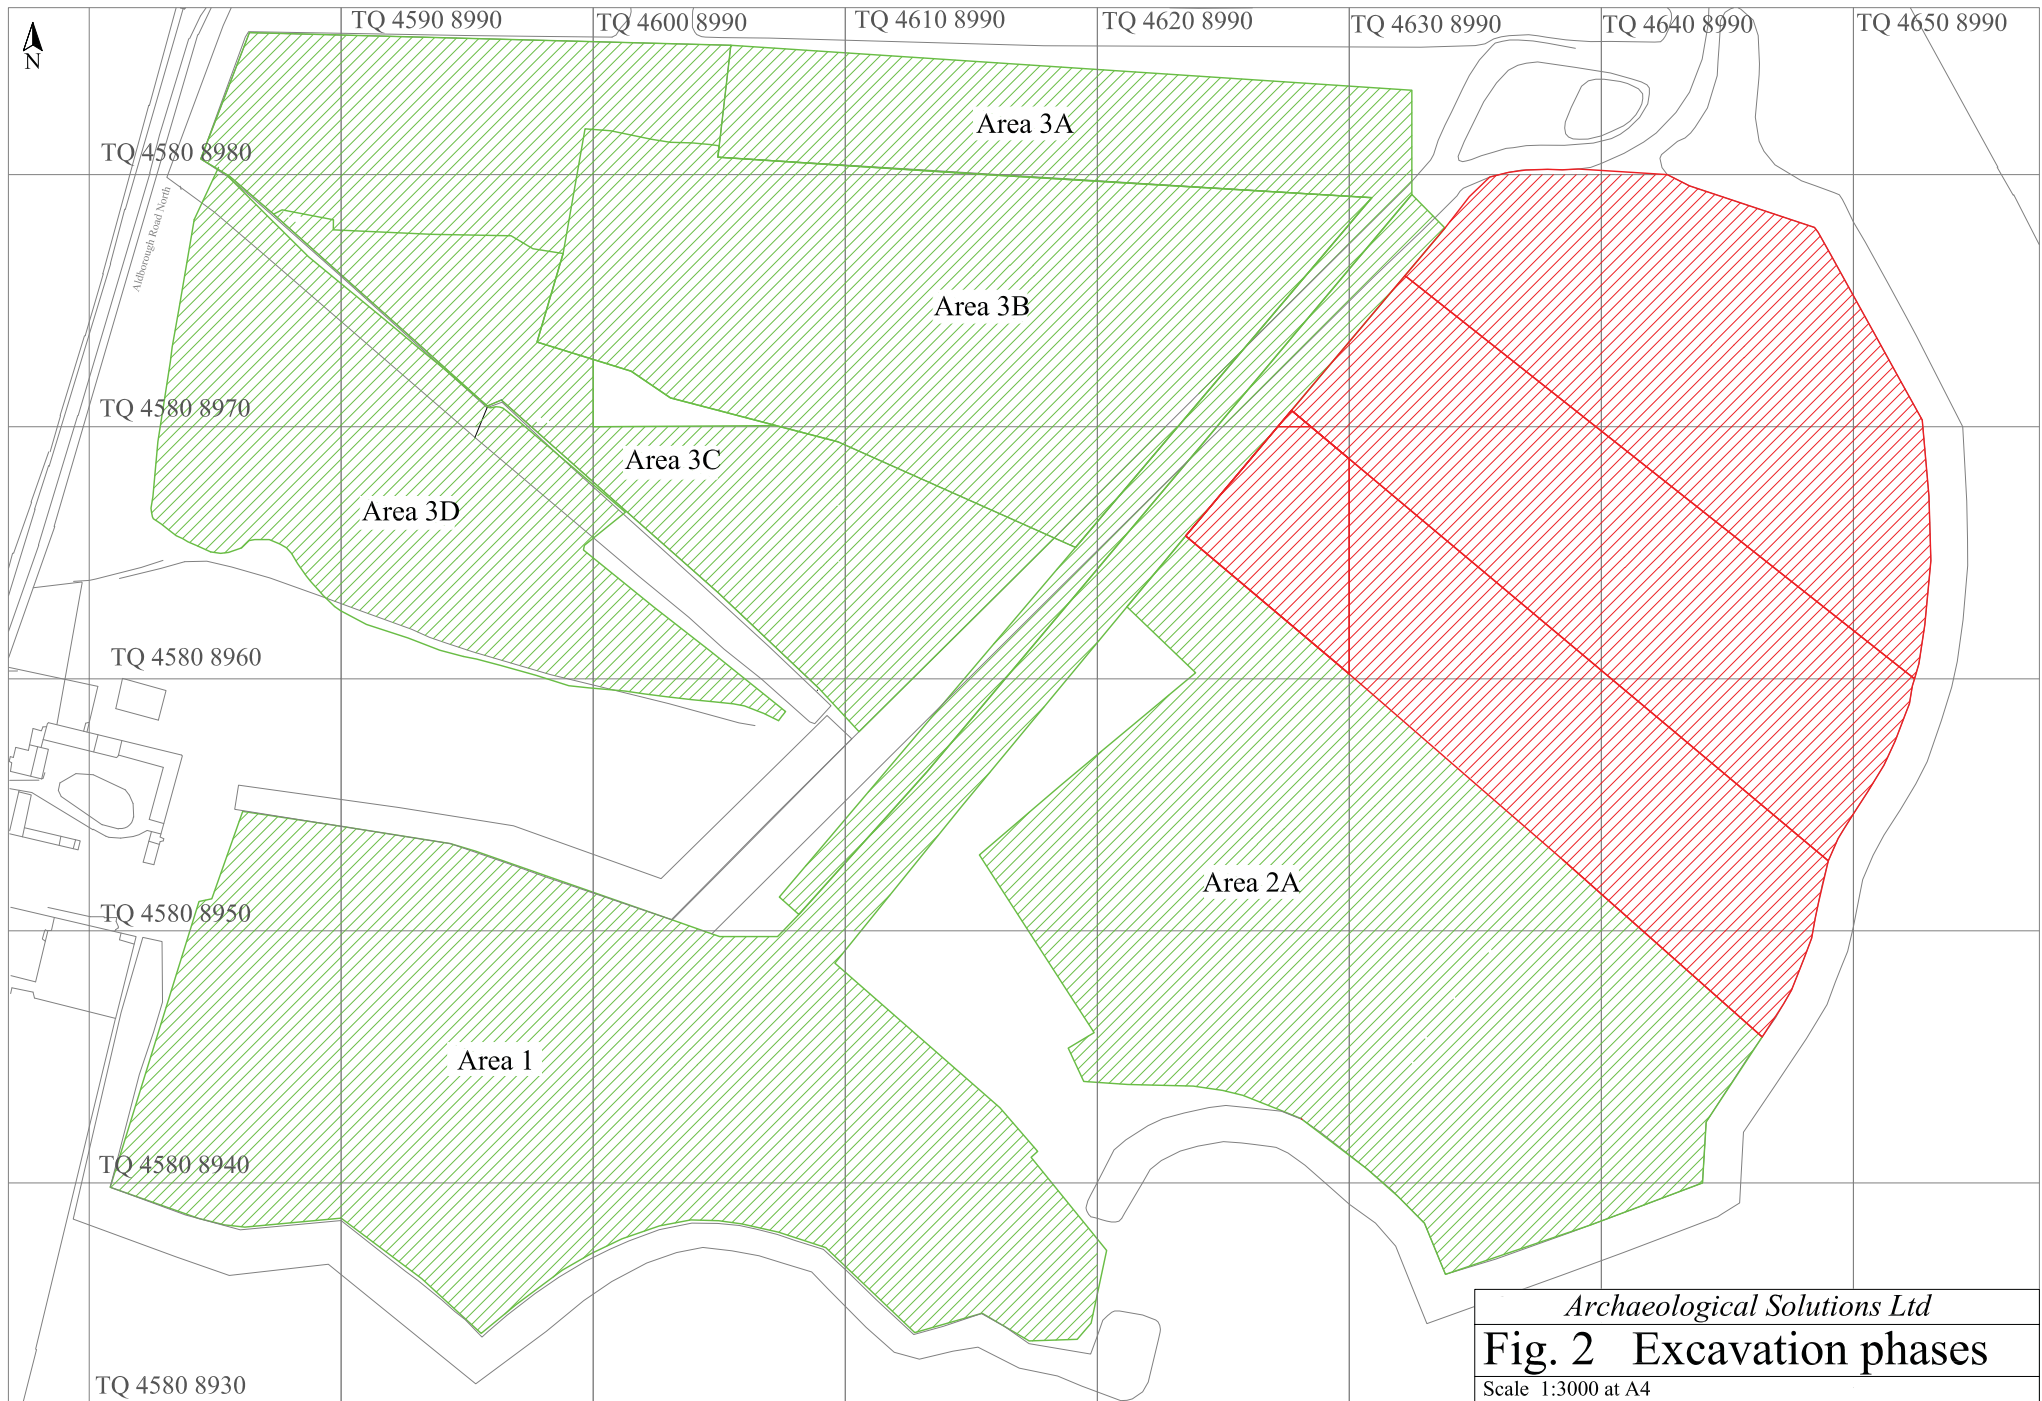 TQ 4590 8990
TQ 4600 8990
TQ 4610 8990
TQ 4620 8990
TQ 4630 8990
TQ 4640 8990
TQ 4650 8990
N
Area 3A
TQ 4580 8980
Aldborough Road North
Area 3B
TQ 4580 8970
Area 3C
Area 3D
TQ 4580 8960
Area 2A
TQ 4580 8950
Area 1
TQ 4580 8940
TQ 4580 8930
Archaeological Solutions Ltd
Fig. 2 Excavation phases
Scale 1:3000 at A4